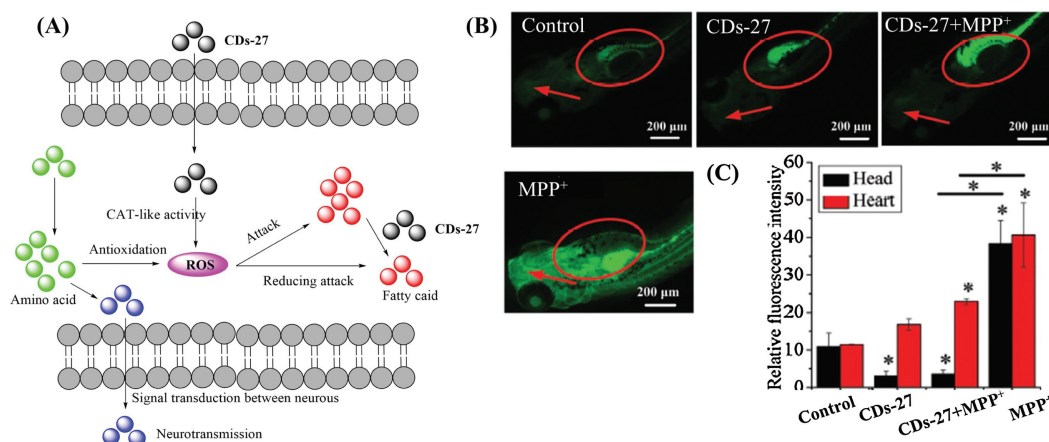 (A)
CDs-27
CAT-like activity
Antioxidation
ROS
Attack
CDs-27
Reducing attack
Amino acid
Fatty caid
Signal transduction between neurous
Neurotransmission
(B)
Control
200 μm
CDs-27
200 μm
CDs-27+MPP⁺
200 μm
MPP⁺
200 μm
(C)
Relative fluorescence intensity
60
50
40
30
20
10
0
Head
Heart
*
*
*
*
*
*
*
Control
CDs-27
CDs-27+MPP⁺
MPP⁺